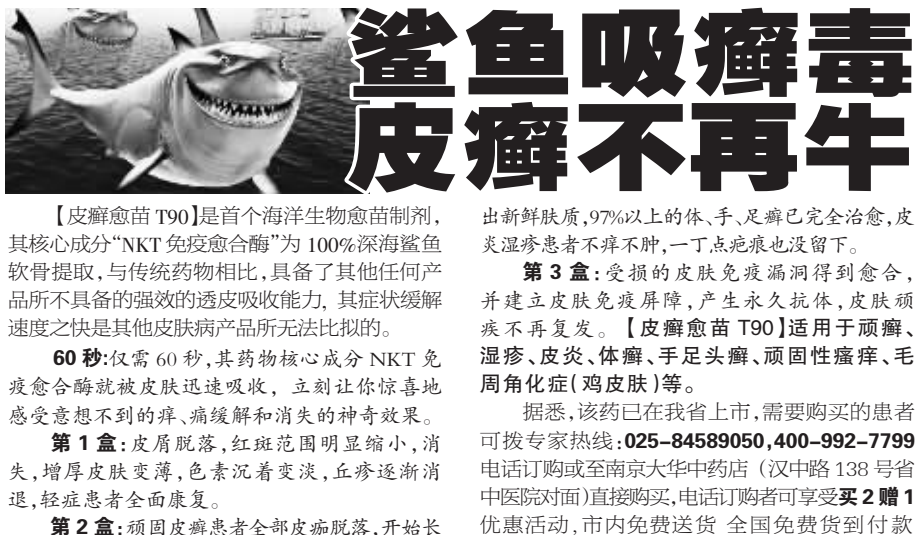 鲨鱼吸癣毒
皮癣不再牛
【皮癣愈苗 T90】是首个海洋生物愈苗制剂,
其核心成分“NKT 免疫愈合酶”为 100%深海鲨鱼
软骨提取,与传统药物相比,具备了其他任何产
品所不具备的强效的透皮吸收能力, 其症状缓解
速度之快是其他皮肤病产品所无法比拟的。
60 秒:仅需 60 秒,其药物核心成分 NKT 免
疫愈合酶就被皮肤迅速吸收, 立刻让你惊喜地
感受意想不到的痒、痛缓解和消失的神奇效果。
第 1 盒:皮屑脱落,红斑范围明显缩小,消
失,增厚皮肤变薄,色素沉着变淡,丘疹逐渐消
退,轻症患者全面康复。
第 2 盒:顽固皮癣患者全部皮痂脱落,开始长
出新鲜肤质,97%以上的体、手、足癣已完全治愈,皮
炎湿疹患者不痒不肿,一丁点疤痕也没留下。
第 3 盒:受损的皮肤免疫漏洞得到愈合,
并建立皮肤免疫屏障,产生永久抗体,皮肤顽
疾不再复发。【皮癣愈苗 T90】适用于顽癣、
湿疹、皮炎、体癣、手足头癣、顽固性瘙痒、毛
周角化症(鸡皮肤)等。
据悉,该药已在我省上市,需要购买的患者
可拨专家热线:025-84589050,400-992-7799
电话订购或至南京大华中药店 (汉中路 138 号省
中医院对面)直接购买,电话订购者可享受买 2 赠 1
优惠活动,市内免费送货 全国免费货到付款